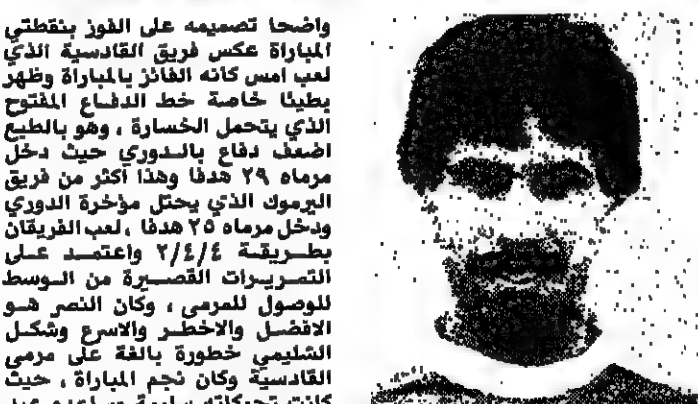 واضحا تصميمه على الفوز بنقطتي
المباراة عكس فريق القادسية الذي
لعب امس كانه الفائز بالمباراة وظهر
بطيئا خاصة خط الدفاع المفتوح
الذي يتحمل الخسارة ، وهو بالطبع
اضعف دفاع بالدوري حيث دخل
مرماه ٢٩ هدفا وهذا أكثر من فريق
اليرموك الذي يحتل مؤخرة الدوري
ودخل مرماه ٢٥ هدفا ، لعب الفريقان
بطريقة ٢/٤/٤ واعتمد على
التمريرات القصيرة من الوسط
للوصول للمرمى ، وكان النصر هو
الافضل والاخطر والاسرع وشكل
الشليمي خطورة بالغة على مرمى
القادسية وكان نجم المباراة ، حيث
كانت تحركاته